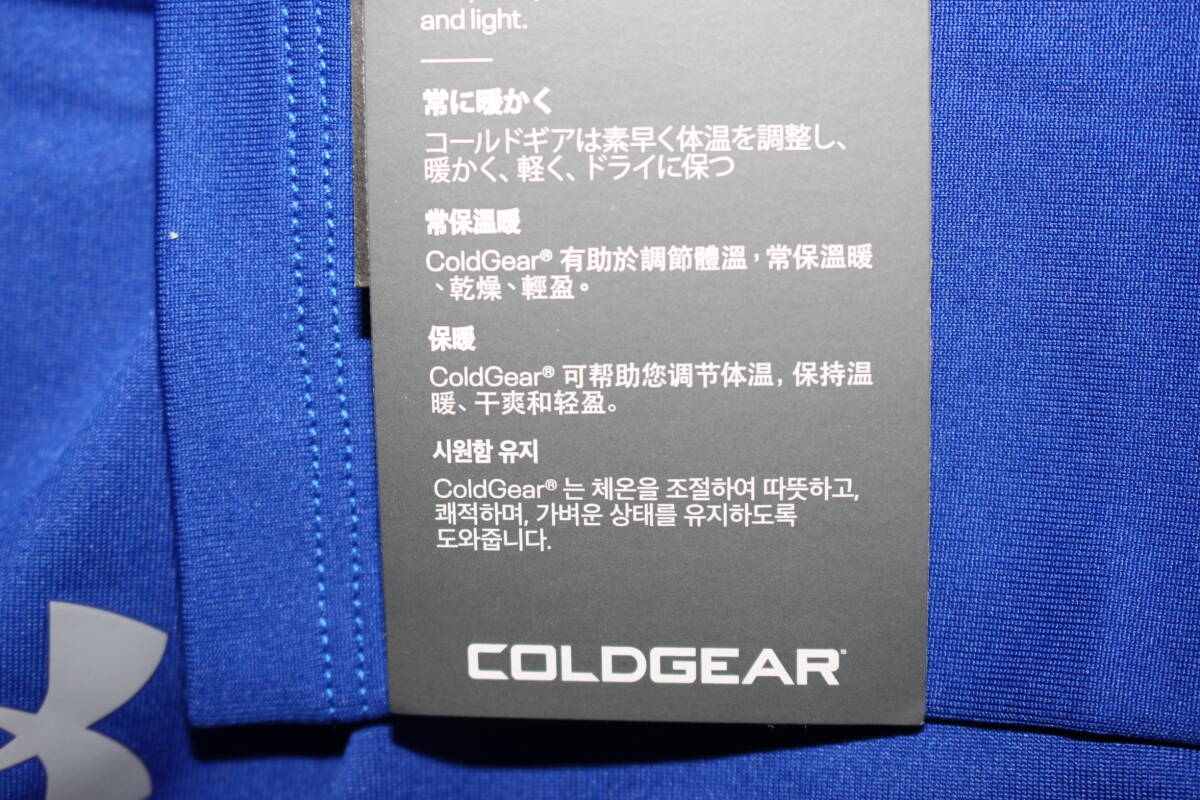 and light.
常に暖かく
コールドギアは素早く体温を調整し、
暖かく、軽く、ドライに保つ
常保溫暖
ColdGear® 有助於調節體溫，常保溫暖
、乾燥、輕盈。
保暖
ColdGear® 可帮助您调节体温, 保持温
暖、干爽和轻盈。
시원함 유지
ColdGear® 는 체온을 조절하여 따뜻하고,
쾌적하며, 가벼운 상태를 유지하도록
도와줍니다.
COLDGEAR